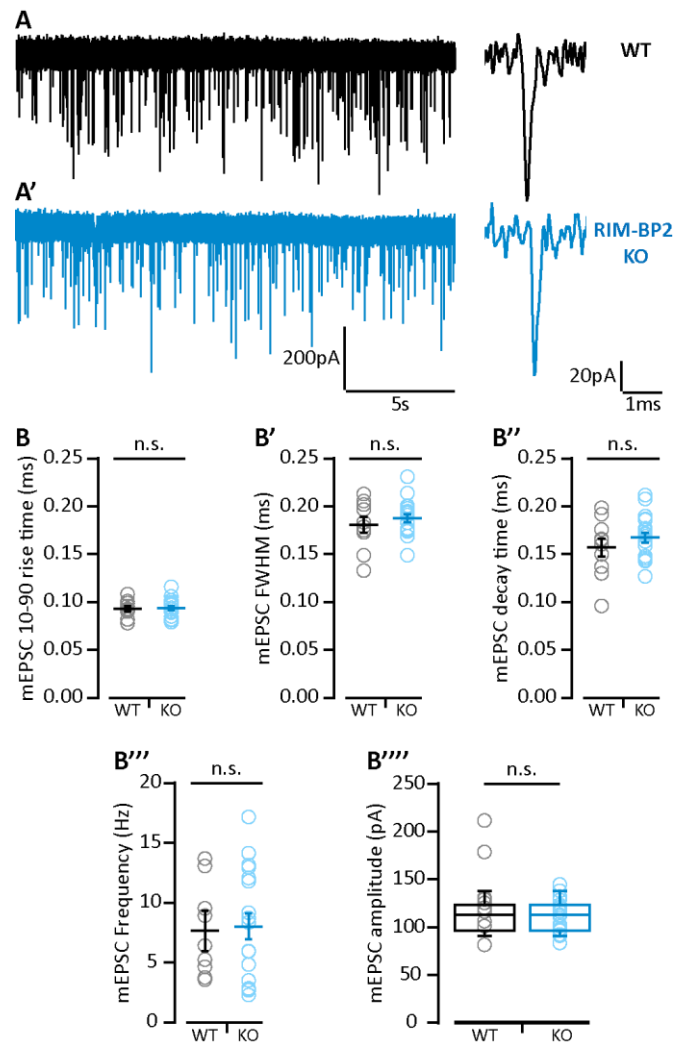 A
WT
A'
RIM-BP2
KO
200pA
5s
20pA
1ms
B
n.s.
mEPSC 10-90 rise time (ms)
0.25
0.20
0.15
0.10
0.05
0.00
WT KO
B'
n.s.
mEPSC FWHM (ms)
0.25
0.20
0.15
0.10
0.05
0.00
WT KO
B''
n.s.
mEPSC decay time (ms)
0.25
0.20
0.15
0.10
0.05
0.00
WT KO
B'''
n.s.
mEPSC Frequency (Hz)
20
15
10
5
0
WT KO
B''''
n.s.
mEPSC amplitude (pA)
250
200
150
100
50
0
WT KO